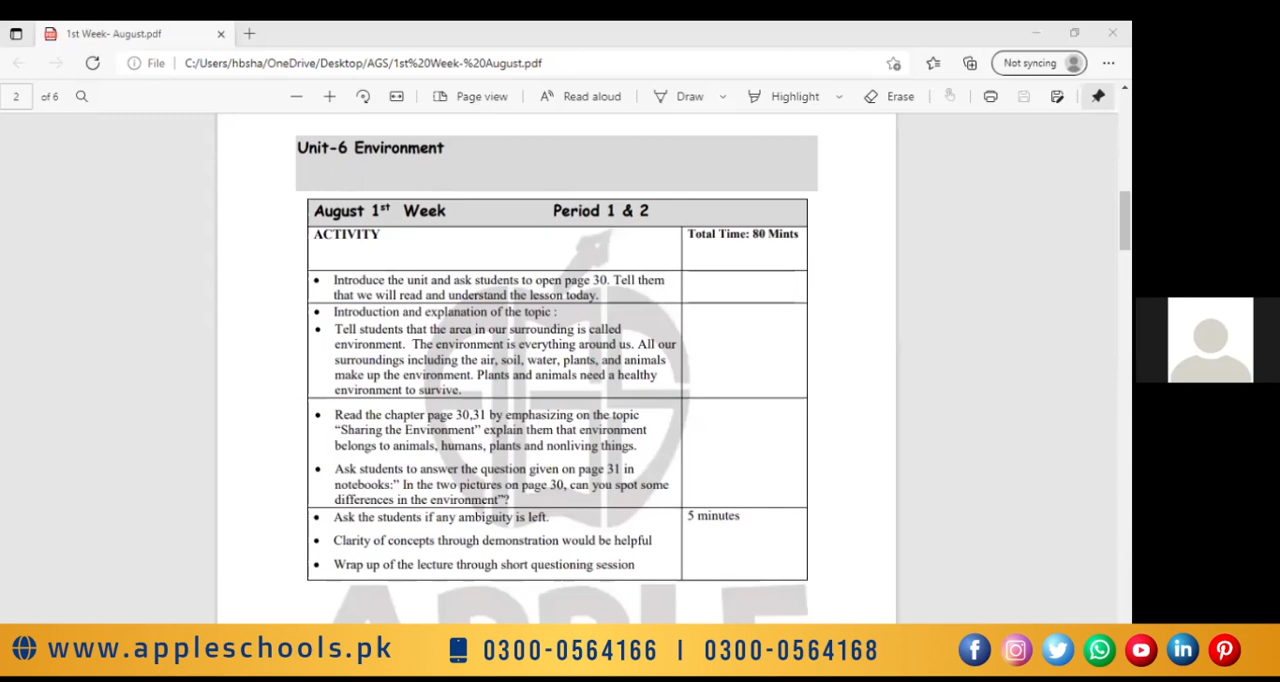 1st Week- August.pdf
File
C:/Users/hbsha/OneDrive/Desktop/AGS/1st%20Week-%20August.pdf
Not syncing
2 of 6
Page view
Read aloud
Draw
Highlight
Erase
Unit-6 Environment
August 1st Week Period 1 & 2
ACTIVITY Total Time: 80 Mints
• Introduce the unit and ask students to open page 30. Tell them
that we will read and understand the lesson today.
• Introduction and explanation of the topic :
• Tell students that the area in our surrounding is called
environment. The environment is everything around us. All our
surroundings including the air, soil, water, plants, and animals
make up the environment. Plants and animals need a healthy
environment to survive.
• Read the chapter page 30,31 by emphasizing on the topic
“Sharing the Environment” explain them that environment
belongs to animals, humans, plants and nonliving things.
• Ask students to answer the question given on page 31 in
notebooks:” In the two pictures on page 30, can you spot some
differences in the environment”?
• Ask the students if any ambiguity is left. 5 minutes
• Clarity of concepts through demonstration would be helpful
• Wrap up of the lecture through short questioning session
APPLE
www.appleschools.pk 0300-0564166 | 0300-0564168